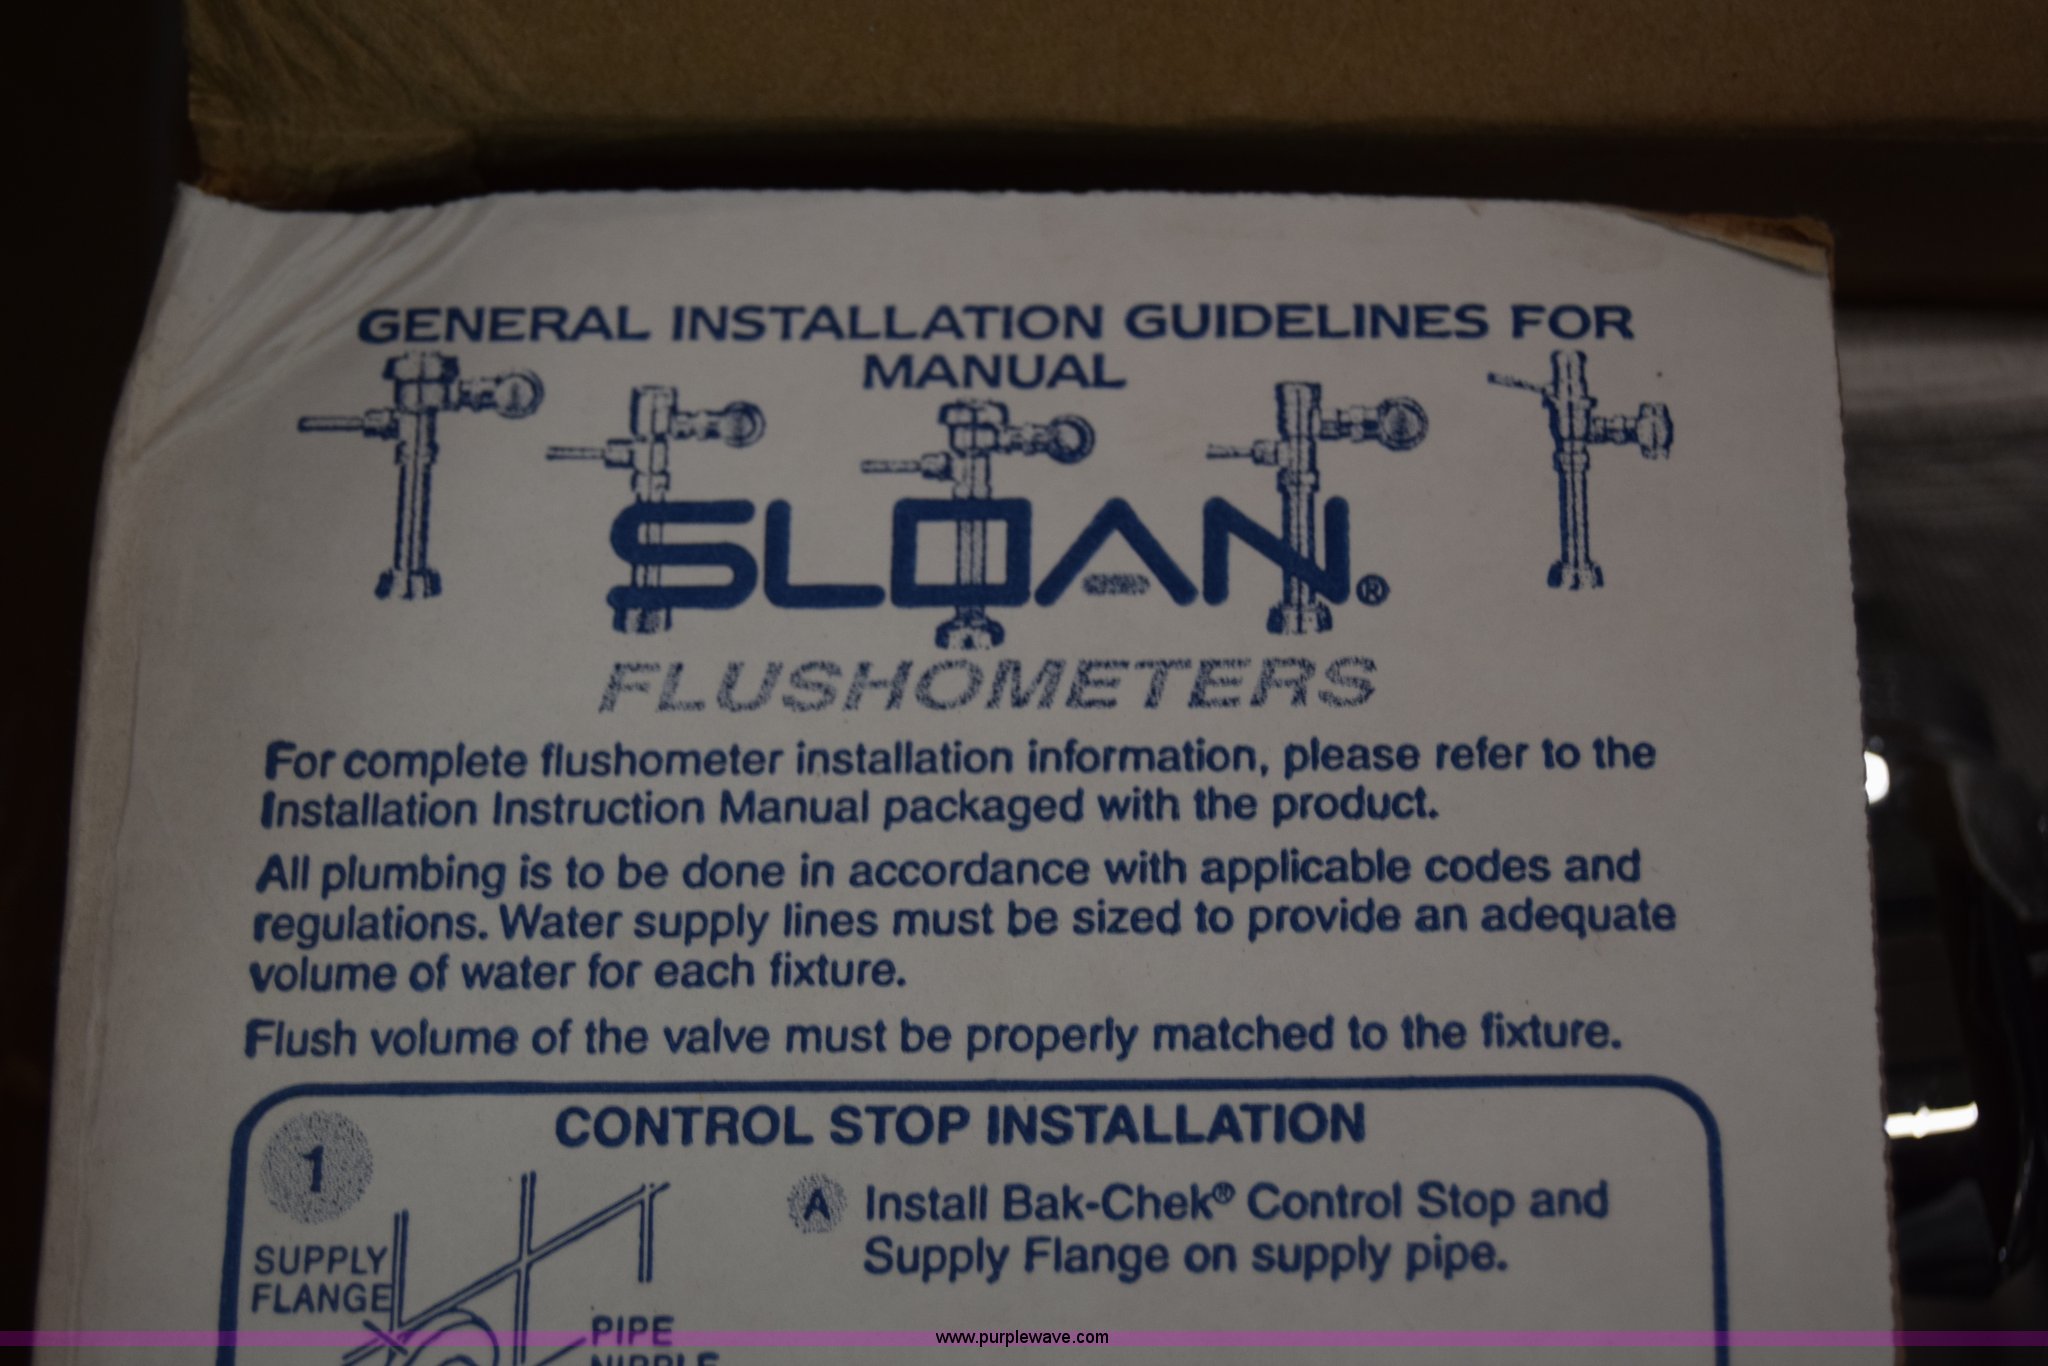 GENERAL INSTALLATION GUIDELINES FOR
MANUAL
SLOAN®
FLUSHOMETERS
For complete flushometer installation information, please refer to the
Installation Instruction Manual packaged with the product.
All plumbing is to be done in accordance with applicable codes and
regulations. Water supply lines must be sized to provide an adequate
volume of water for each fixture.
Flush volume of the valve must be properly matched to the fixture.
1
CONTROL STOP INSTALLATION
A Install Bak-Chek® Control Stop and
Supply Flange on supply pipe.
SUPPLY
FLANGE
PIPE
NIPPLE
www.purplewave.com